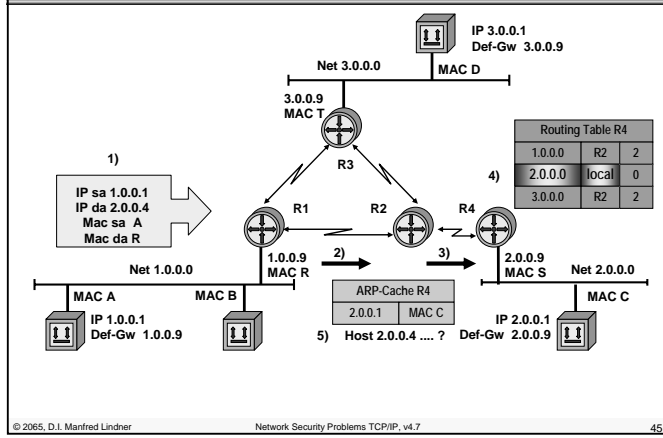 IP 3.0.0.1
Def-Gw 3.0.0.9
Net 3.0.0.0
MAC D
3.0.0.9
MAC T
R3
1)
IP sa 1.0.0.1
IP da 2.0.0.4
Mac sa A
Mac da R
4)
Routing Table R4
1.0.0.0 R2 2
2.0.0.0 local 0
3.0.0.0 R2 2
R1
R2
R4
1.0.0.9
MAC R
2)
3)
2.0.0.9
MAC S
Net 1.0.0.0
Net 2.0.0.0
MAC A
MAC B
MAC C
ARP-Cache R4
2.0.0.1 MAC C
IP 1.0.0.1
Def-Gw 1.0.0.9
5) Host 2.0.0.4 .... ?
IP 2.0.0.1
Def-Gw 2.0.0.9
© 2065, D.I. Manfred Lindner
Network Security Problems TCP/IP, v4.7
45